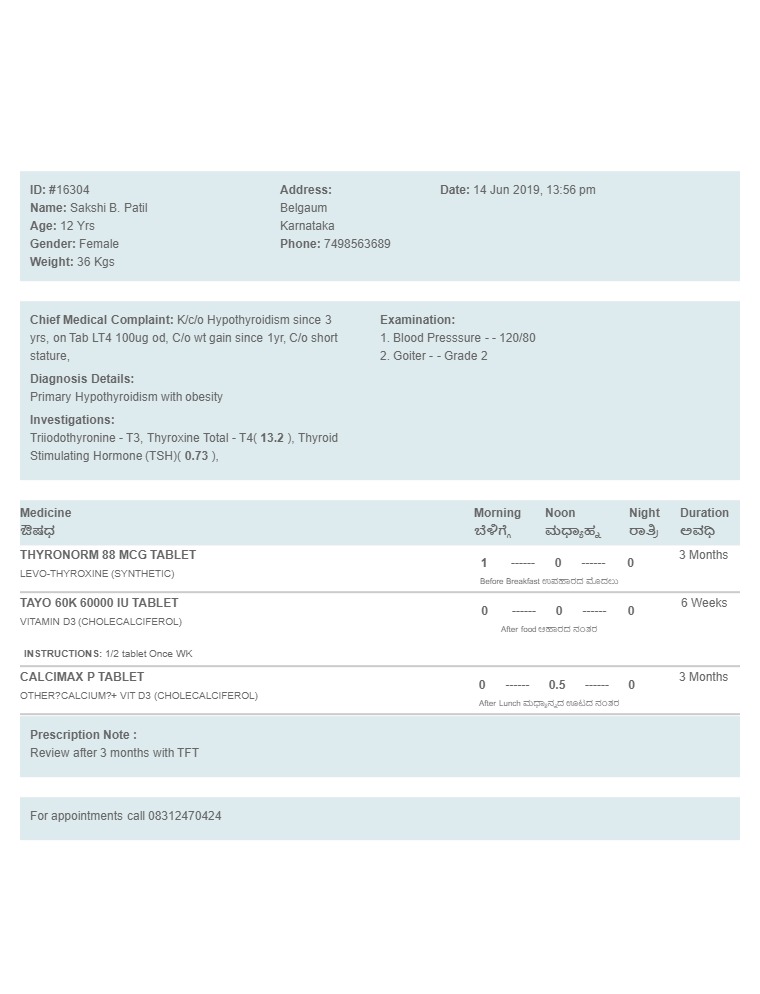 ID: #16304
Name: Sakshi B. Patil
Age: 12 Yrs
Gender: Female
Weight: 36 Kgs
Address:
Belgaum
Karnataka
Phone: 7498563689
Date: 14 Jun 2019, 13:56 pm
Chief Medical Complaint: K/c/o Hypothyroidism since 3
yrs, on Tab LT4 100ug od, C/o wt gain since 1yr, C/o short
stature,
Diagnosis Details:
Primary Hypothyroidism with obesity
Investigations:
Triiodothyronine - T3, Thyroxine Total - T4( 13.2 ), Thyroid
Stimulating Hormone (TSH)( 0.73 ),
Examination:
1. Blood Presssure - - 120/80
2. Goiter - - Grade 2
Medicine Morning Noon Night Duration
ಔಷಧ ಬೆಳಿಗ್ಗೆ ಮಧ್ಯಾಹ್ನ ರಾತ್ರಿ ಅವಧಿ
THYRONORM 88 MCG TABLET 3 Months
1 ------ 0 ------ 0
LEVO-THYROXINE (SYNTHETIC)
Before Breakfast ಉಪಹಾರದ ಮೊದಲು
TAYO 60K 60000 IU TABLET 6 Weeks
0 ------ 0 ------ 0
VITAMIN D3 (CHOLECALCIFEROL)
After food ಆಹಾರದ ನಂತರ
INSTRUCTIONS: 1/2 tablet Once WK
CALCIMAX P TABLET 3 Months
0 ------ 0.5 ------ 0
OTHER?CALCIUM?+ VIT D3 (CHOLECALCIFEROL)
After Lunch ಮಧ್ಯಾನ್ನದ ಊಟದ ನಂತರ
Prescription Note :
Review after 3 months with TFT
For appointments call 08312470424